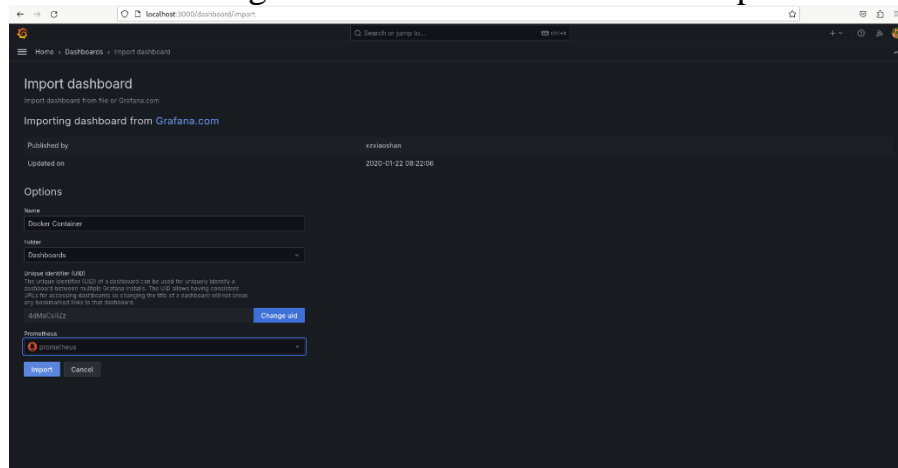 localhost:3000/dashboard/import
Search or jump to...
ctrl+k
Home › Dashboards › Import dashboard
Import dashboard
Import dashboard from file or Grafana.com
Importing dashboard from Grafana.com
Published by xzxiaoshan
Updated on 2020-01-22 08:22:06
Options
Name
Docker Container
Folder
Dashboards
Unique identifier (UID)
The unique identifier (UID) of a dashboard can be used for uniquely identify a
dashboard between multiple Grafana installs. The UID allows having consistent
URLs for accessing dashboards so changing the title of a dashboard will not break
any bookmarked links to that dashboard.
Change uid
Prometheus
prometheus
Import Cancel